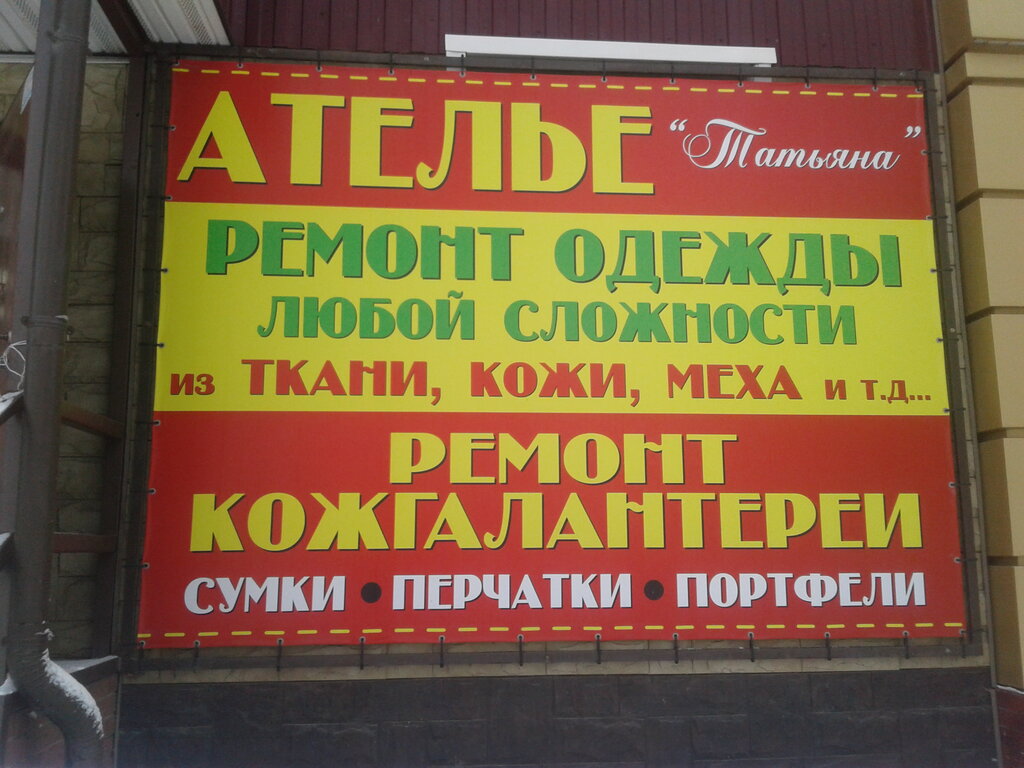 АТЕЛЬЕ "Татьяна"
РЕМОНТ ОДЕЖДЫ
ЛЮБОЙ СЛОЖНОСТИ
ИЗ ТКАНИ, КОЖИ, МЕХА И Т.Д...
РЕМОНТ
КОЖГАЛАНТЕРЕИ
СУМКИ • ПЕРЧАТКИ • ПОРТФЕЛИ